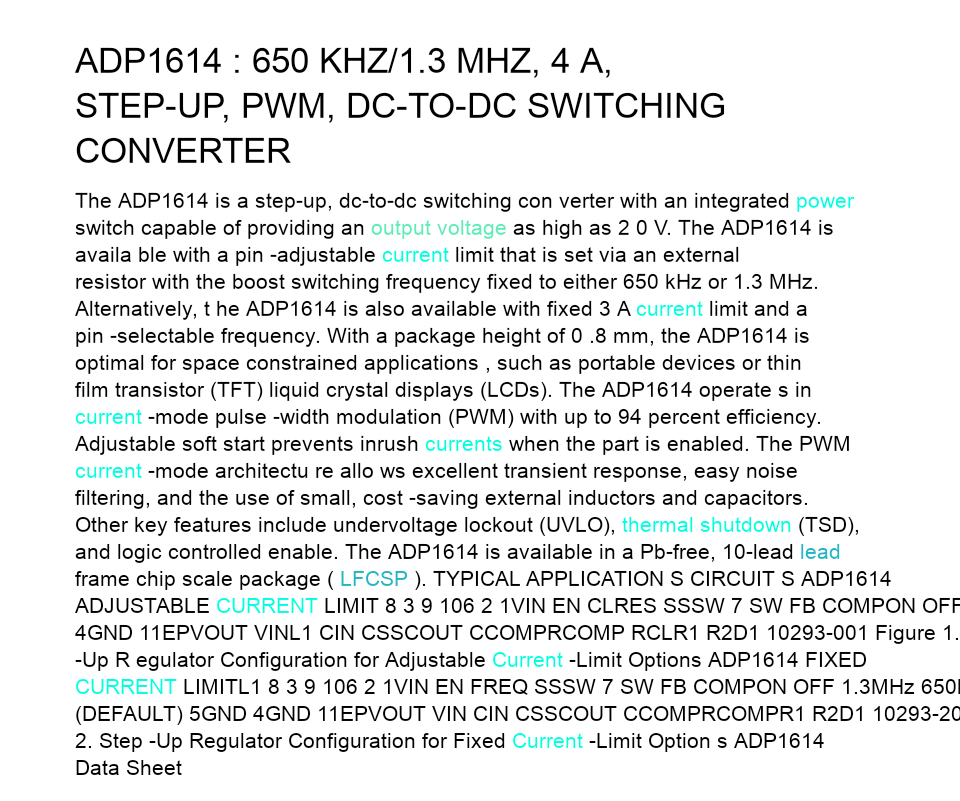 ADP1614 : 650 KHZ/1.3 MHZ, 4 A,
STEP-UP, PWM, DC-TO-DC SWITCHING
CONVERTER
The ADP1614 is a step-up, dc-to-dc switching con verter with an integrated power
switch capable of providing an output voltage as high as 2 0 V. The ADP1614 is
availa ble with a pin -adjustable current limit that is set via an external
resistor with the boost switching frequency fixed to either 650 kHz or 1.3 MHz.
Alternatively, t he ADP1614 is also available with fixed 3 A current limit and a
pin -selectable frequency. With a package height of 0 .8 mm, the ADP1614 is
optimal for space constrained applications , such as portable devices or thin
film transistor (TFT) liquid crystal displays (LCDs). The ADP1614 operate s in
current -mode pulse -width modulation (PWM) with up to 94 percent efficiency.
Adjustable soft start prevents inrush currents when the part is enabled. The PWM
current -mode architectu re allo ws excellent transient response, easy noise
filtering, and the use of small, cost -saving external inductors and capacitors.
Other key features include undervoltage lockout (UVLO), thermal shutdown (TSD),
and logic controlled enable. The ADP1614 is available in a Pb-free, 10-lead lead
frame chip scale package ( LFCSP ). TYPICAL APPLICATION S CIRCUIT S ADP1614
ADJUSTABLE CURRENT LIMIT 8 3 9 106 2 1VIN EN CLRES SSSW 7 SW FB COMPON OFF
4GND 11EPVOUT VINL1 CIN CSSCOUT CCOMPRCOMP RCLR1 R2D1 10293-001 Figure 1.
-Up R egulator Configuration for Adjustable Current -Limit Options ADP1614 FIXED
CURRENT LIMITL1 8 3 9 106 2 1VIN EN FREQ SSSW 7 SW FB COMPON OFF 1.3MHz 650
(DEFAULT) 5GND 4GND 11EPVOUT VIN CIN CSSCOUT CCOMPRCOMPR1 R2D1 10293-20
2. Step -Up Regulator Configuration for Fixed Current -Limit Option s ADP1614
Data Sheet